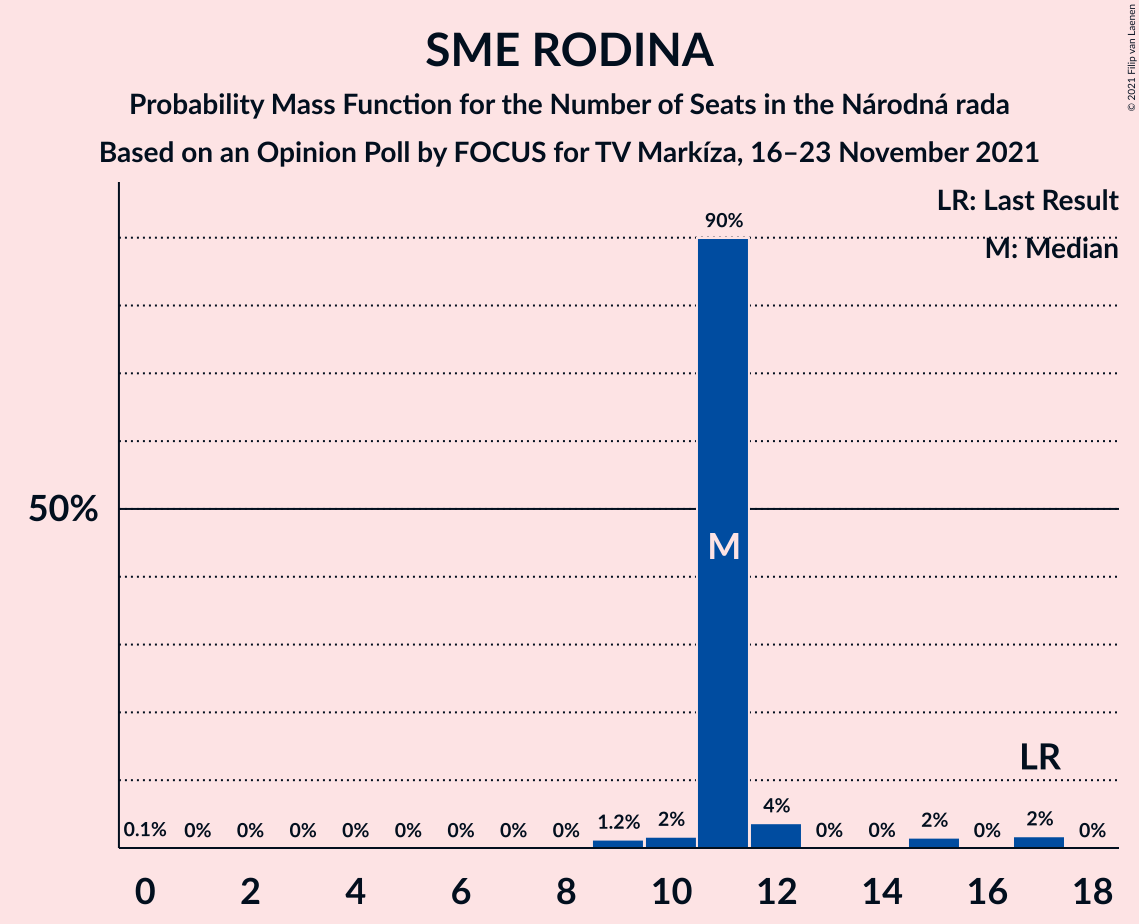 SME RODINA
Probability Mass Function for the Number of Seats in the Národná rada
Based on an Opinion Poll by FOCUS for TV Markíza, 16–23 November 2021
© 2021 Filip van Laenen
LR: Last Result
M: Median
90%
50%
M
LR
0.1% 0% 0% 0% 0% 0% 0% 0% 0% 1.2% 2% 4% 0% 0% 2% 0% 2% 0%
0 2 4 6 8 10 12 14 16 18